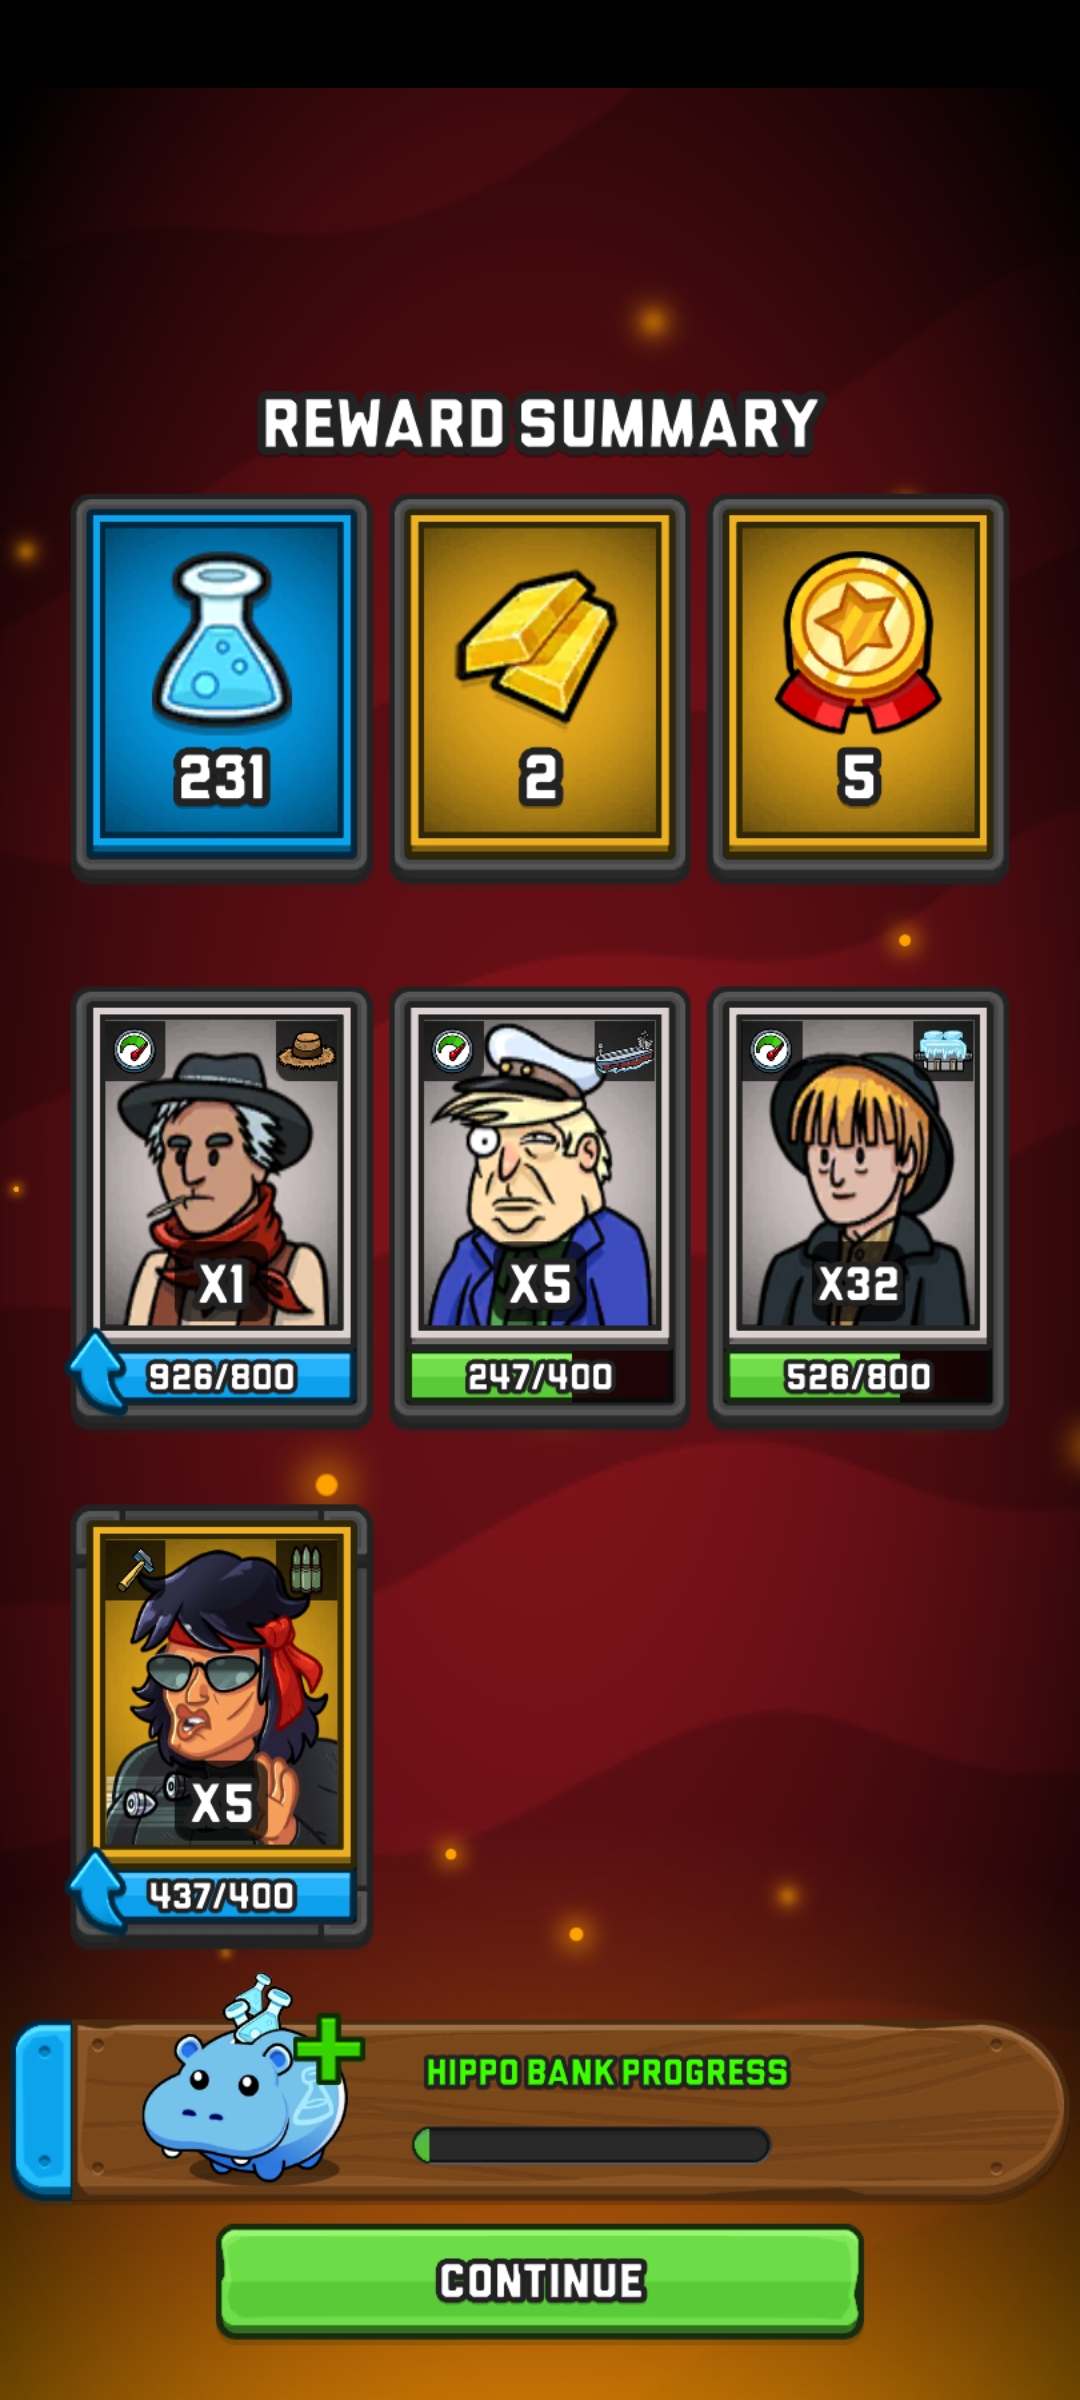 REWARD SUMMARY
231
2
5
X1
X5
X32
926/800
247/400
526/800
X5
437/400
HIPPO BANK PROGRESS
CONTINUE